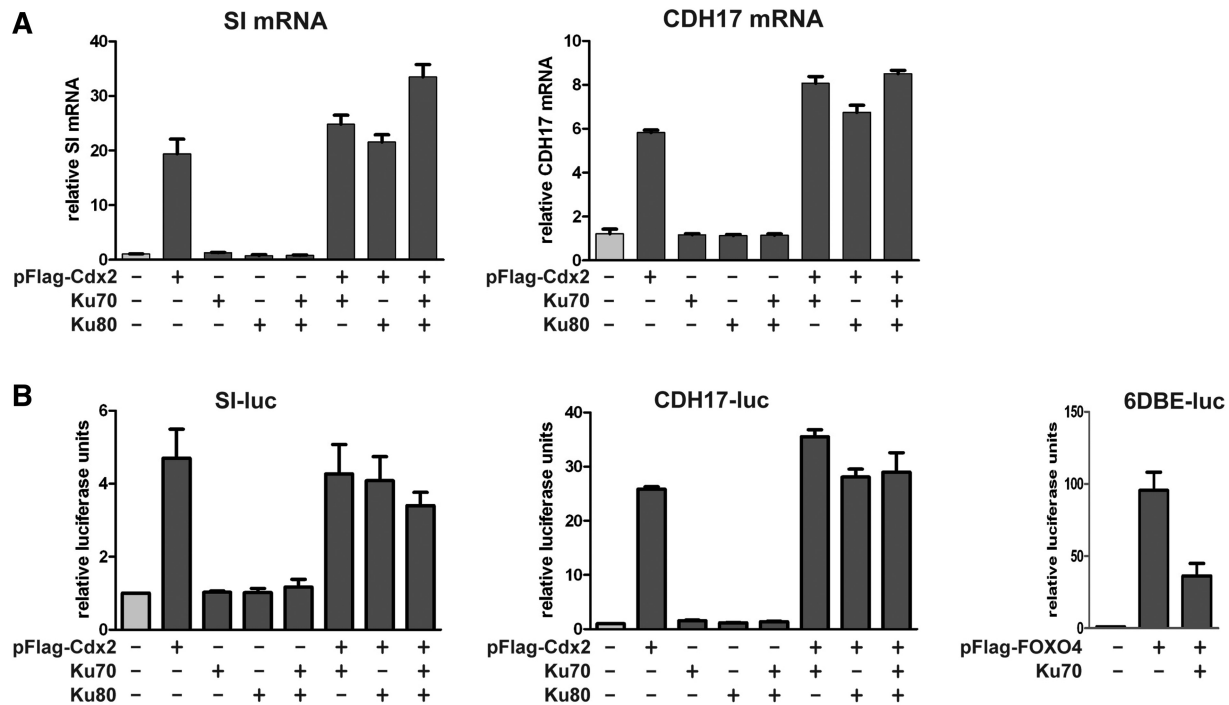 A
SI mRNA
relative SI mRNA
40
30
20
10
0
pFlag-Cdx2 – + – – – + + +
Ku70 – – + – + + – +
Ku80 – – – + + – + +
CDH17 mRNA
relative CDH17 mRNA
10
8
6
4
2
0
pFlag-Cdx2 – + – – – + + +
Ku70 – – + – + + – +
Ku80 – – – + + – + +
B
SI-luc
relative luciferase units
6
4
2
0
pFlag-Cdx2 – + – – – + + +
Ku70 – – + – + + – +
Ku80 – – – + + – + +
CDH17-luc
relative luciferase units
40
30
20
10
0
pFlag-Cdx2 – + – – – + + +
Ku70 – – + – + + – +
Ku80 – – – + + – + +
6DBE-luc
relative luciferase units
150
100
50
0
pFlag-FOXO4 – + +
Ku70 – – +